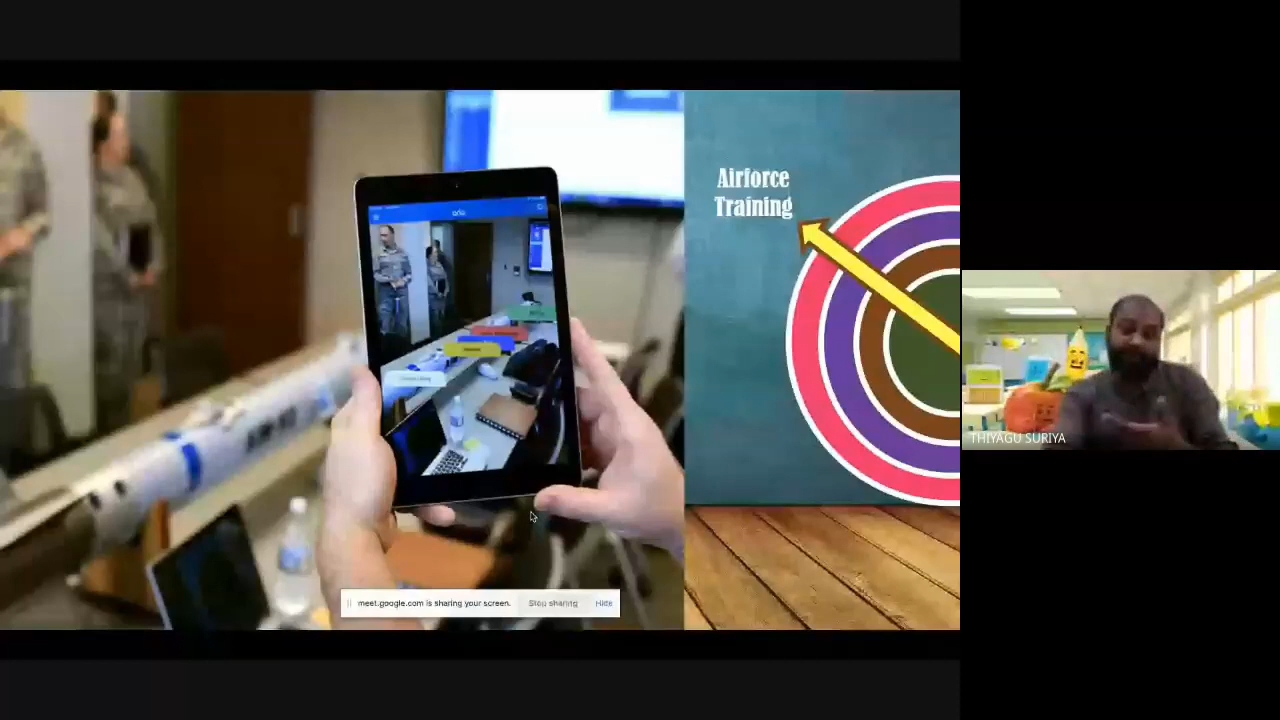 Airforce
Training
THIYAGU SURIYA
meet.google.com is sharing your screen. Stop sharing Hide